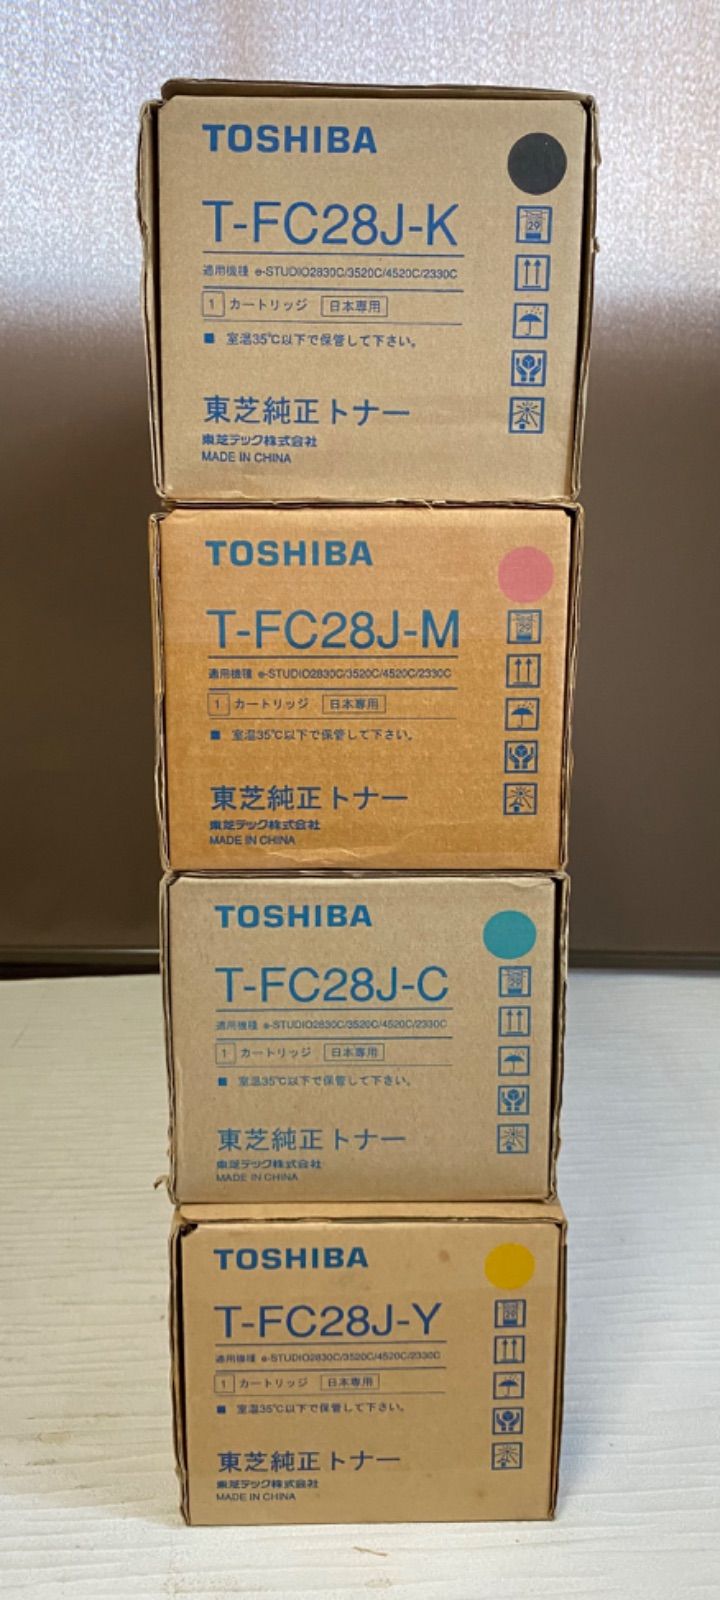 TOSHIBA
T-FC28J-K
適用機種 e-STUDIO2830C/3520C/4520C/2330C
1 カートリッジ 日本専用
■ 室温35℃以下で保管して下さい。
東芝純正トナー
東芝テック株式会社
MADE IN CHINA
29
TOSHIBA
T-FC28J-M
適用機種 e-STUDIO2830C/3520C/4520C/2330C
1 カートリッジ 日本専用
■ 室温35℃以下で保管して下さい。
東芝純正トナー
東芝テック株式会社
MADE IN CHINA
29
TOSHIBA
T-FC28J-C
適用機種 e-STUDIO2830C/3520C/4520C/2330C
1 カートリッジ 日本専用
■ 室温35℃以下で保管して下さい。
東芝純正トナー
東芝テック株式会社
MADE IN CHINA
29
TOSHIBA
T-FC28J-Y
適用機種 e-STUDIO2830C/3520C/4520C/2330C
1 カートリッジ 日本専用
■ 室温35℃以下で保管して下さい。
東芝純正トナー
東芝テック株式会社
MADE IN CHINA
29